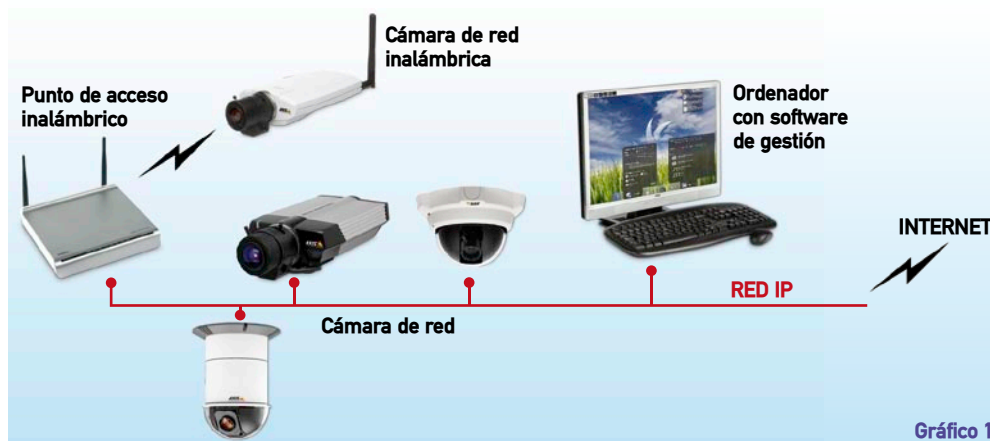 Cámara de red
inalámbrica
Punto de acceso
inalámbrico
Ordenador
con software
de gestión
INTERNET
RED IP
Cámara de red
Gráfico 1